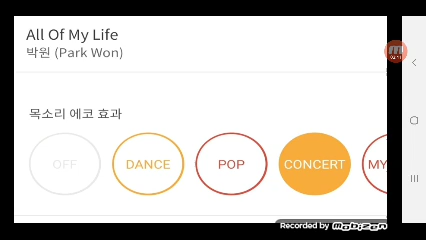 All Of My Life
박원 (Park Won)
목소리 에코 효과
OFF
DANCE
POP
CONCERT
MY
Recorded by mobizen